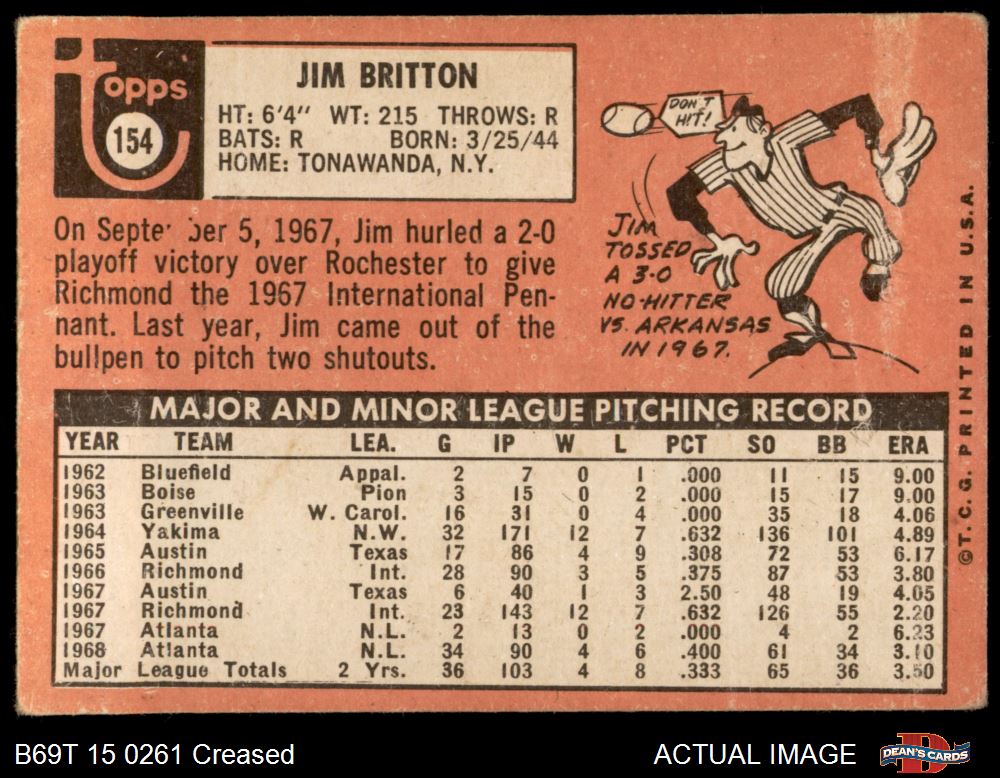 Topps
154
JIM BRITTON
HT: 6'4" WT: 215 THROWS: R
BATS: R BORN: 3/25/44
HOME: TONAWANDA, N.Y.
On Septe ber 5, 1967, Jim hurled a 2-0
playoff victory over Rochester to give
Richmond the 1967 International Pen-
nant. Last year, Jim came out of the
bullpen to pitch two shutouts.
DON'T
HIT!
JIM
TOSSED
A 3-0
NO-HITTER
VS. ARKANSAS
IN 1967.
MAJOR AND MINOR LEAGUE PITCHING RECORD
YEAR TEAM LEA. G IP W L PCT SO BB ERA
1962 Bluefield Appal. 2 7 0 1 .000 11 15 9.00
1963 Boise Pion 3 15 0 2 .000 15 17 9.00
1963 Greenville W. Carol. 16 31 0 4 .000 35 18 4.06
1964 Yakima N.W. 32 171 12 7 .632 136 101 4.89
1965 Austin Texas 17 86 4 9 .308 72 53 6.17
1966 Richmond Int. 28 90 3 5 .375 87 53 3.80
1967 Austin Texas 6 40 1 3 2.50 48 19 4.05
1967 Richmond Int. 23 143 12 7 .632 126 55 2.20
1967 Atlanta N.L. 2 13 0 2 .000 4 2 6.23
1968 Atlanta N.L. 34 90 4 6 .400 61 34 3.10
Major League Totals 2 Yrs. 36 103 4 8 .333 65 36 3.50
©T.C.G. PRINTED IN U.S.A.
B69T 15 0261 Creased
ACTUAL IMAGE
DEAN'S CARDS